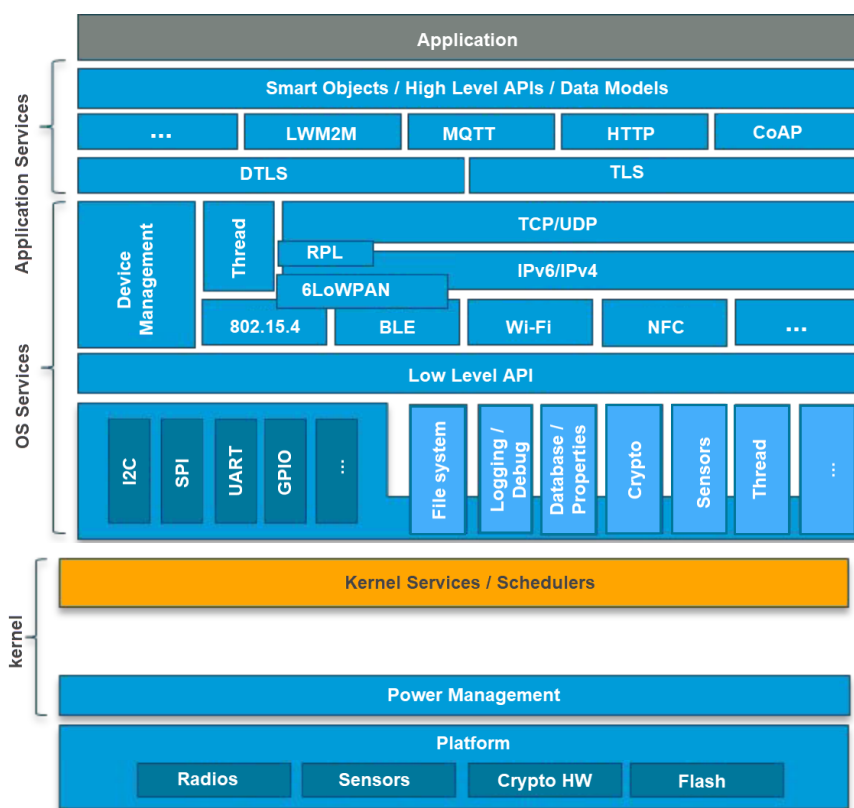 Application
Application Services
Smart Objects / High Level APIs / Data Models
...
LWM2M
MQTT
HTTP
CoAP
DTLS
TLS
OS Services
Device
Management
Thread
TCP/UDP
RPL
IPv6/IPv4
6LoWPAN
802.15.4
BLE
Wi-Fi
NFC
...
Low Level API
I2C
SPI
UART
GPIO
...
File system
Logging /
Debug
Database /
Properties
Crypto
Sensors
Thread
...
kernel
Kernel Services / Schedulers
Power Management
Platform
Radios
Sensors
Crypto HW
Flash